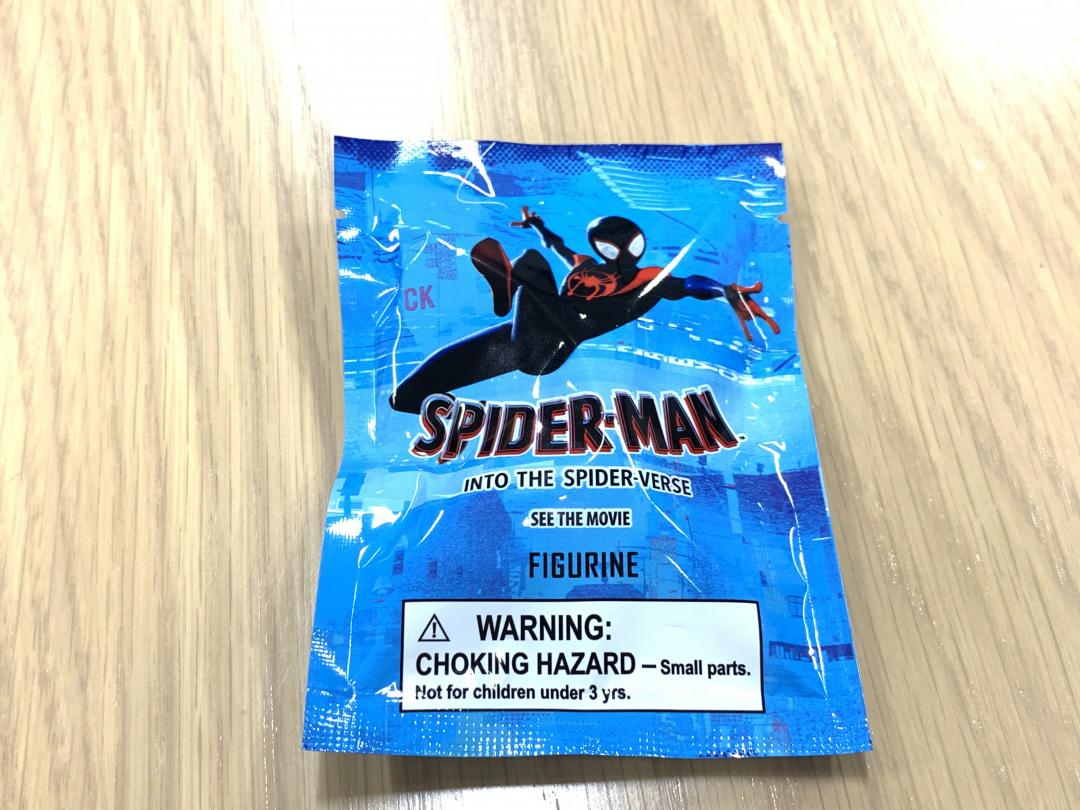 CK
SPIDER-MAN
INTO THE SPIDER-VERSE
SEE THE MOVIE
FIGURINE
WARNING:
CHOKING HAZARD – Small parts.
Not for children under 3 yrs.